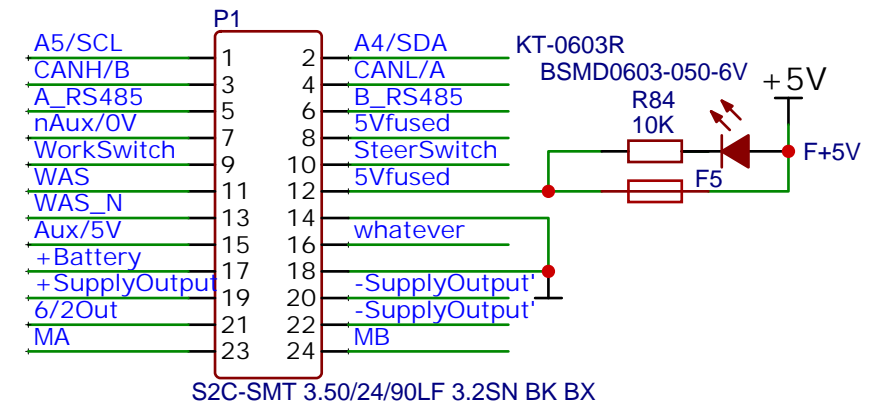 P1
A5/SCL 1 2 A4/SDA
CANH/B 3 4 CANL/A
A_RS485 5 6 B_RS485
nAux/0V 7 8 5Vfused
WorkSwitch 9 10 SteerSwitch
WAS 11 12 5Vfused
WAS_N 13 14
Aux/5V 15 16 whatever
+Battery 17 18
+SupplyOutput 19 20 -SupplyOutput'
6/2Out 21 22 -SupplyOutput'
MA 23 24 MB
S2C-SMT 3.50/24/90LF 3.2SN BK BX
KT-0603R
BSMD0603-050-6V
R84
10K
+5V
F+5V
F5